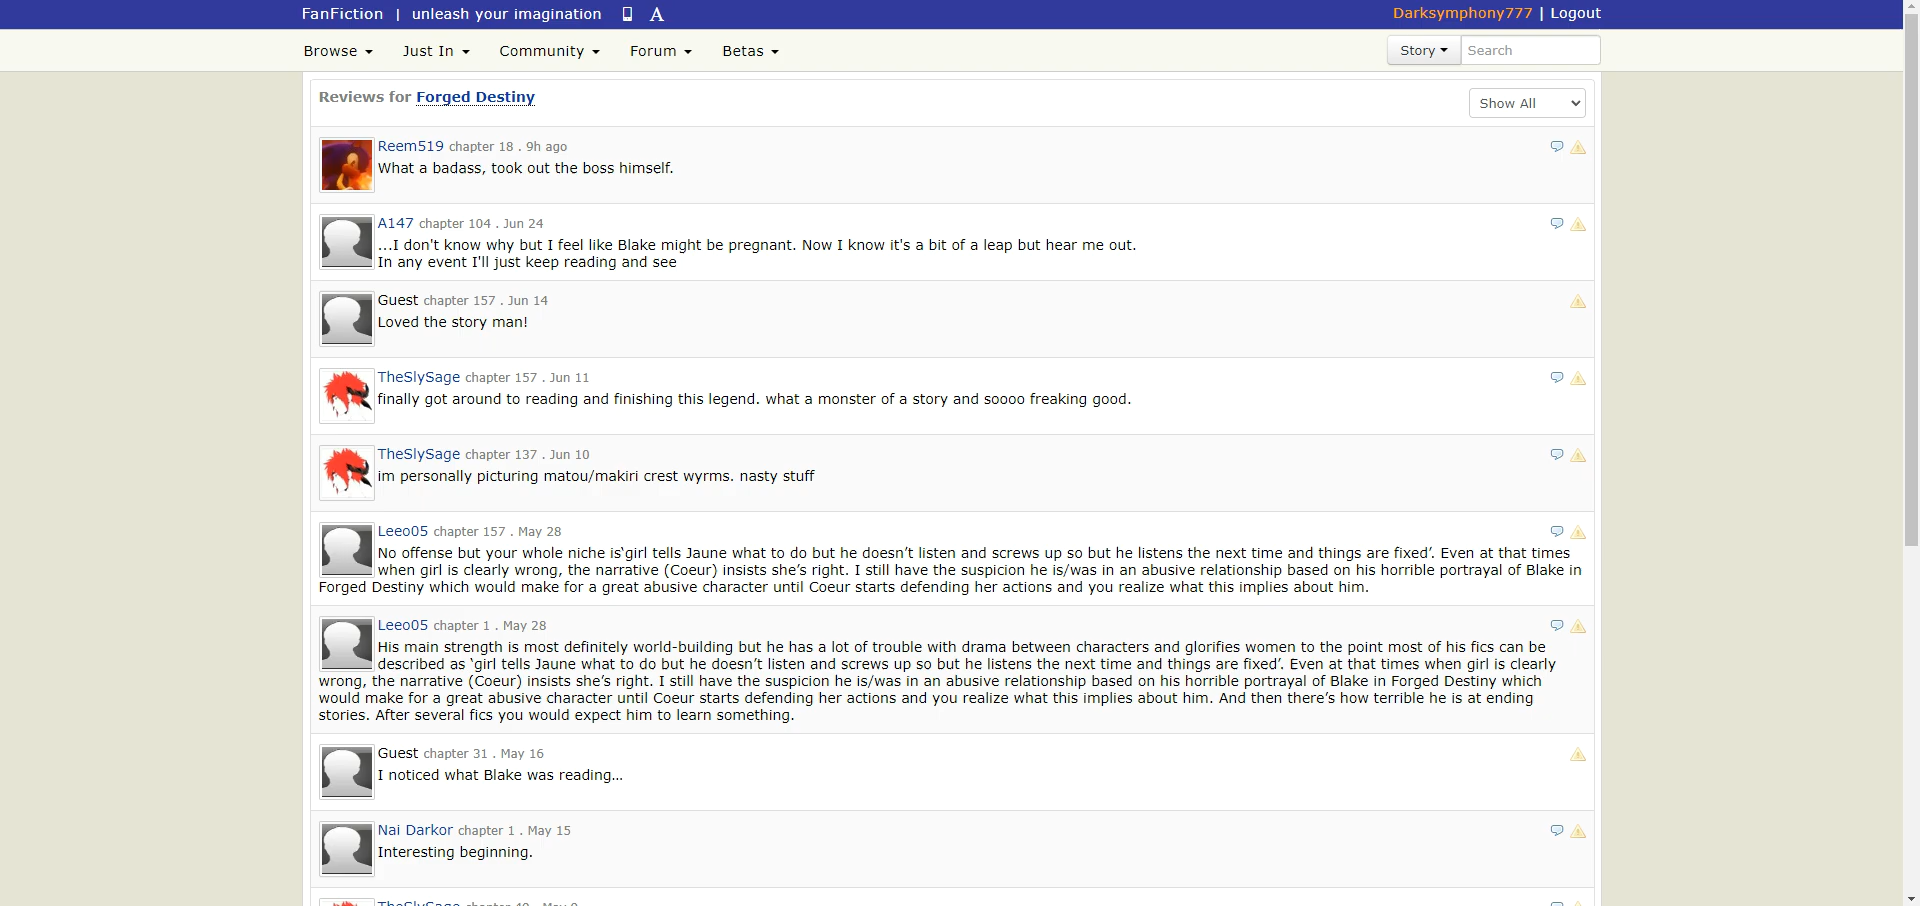 FanFiction | unleash your imagination A Darksymphony777 | Logout
Browse Just In Community Forum Betas Story Search
Reviews for Forged Destiny Show All
Reem519 chapter 18 . 9h ago
What a badass, took out the boss himself.
A147 chapter 104 . Jun 24
...I don't know why but I feel like Blake might be pregnant. Now I know it's a bit of a leap but hear me out.
In any event I'll just keep reading and see
Guest chapter 157 . Jun 14
Loved the story man!
TheSlySage chapter 157 . Jun 11
finally got around to reading and finishing this legend. what a monster of a story and soooo freaking good.
TheSlySage chapter 137 . Jun 10
im personally picturing matou/makiri crest wyrms. nasty stuff
Leeo05 chapter 157 . May 28
No offense but your whole niche is‘girl tells Jaune what to do but he doesn’t listen and screws up so but he listens the next time and things are fixed’. Even at that times
when girl is clearly wrong, the narrative (Coeur) insists she’s right. I still have the suspicion he is/was in an abusive relationship based on his horrible portrayal of Blake in
Forged Destiny which would make for a great abusive character until Coeur starts defending her actions and you realize what this implies about him.
Leeo05 chapter 1 . May 28
His main strength is most definitely world-building but he has a lot of trouble with drama between characters and glorifies women to the point most of his fics can be
described as ‘girl tells Jaune what to do but he doesn’t listen and screws up so but he listens the next time and things are fixed’. Even at that times when girl is clearly
wrong, the narrative (Coeur) insists she’s right. I still have the suspicion he is/was in an abusive relationship based on his horrible portrayal of Blake in Forged Destiny which
would make for a great abusive character until Coeur starts defending her actions and you realize what this implies about him. And then there’s how terrible he is at ending
stories. After several fics you would expect him to learn something.
Guest chapter 31 . May 16
I noticed what Blake was reading...
Nai Darkor chapter 1 . May 15
Interesting beginning.
TheSlySage chapter